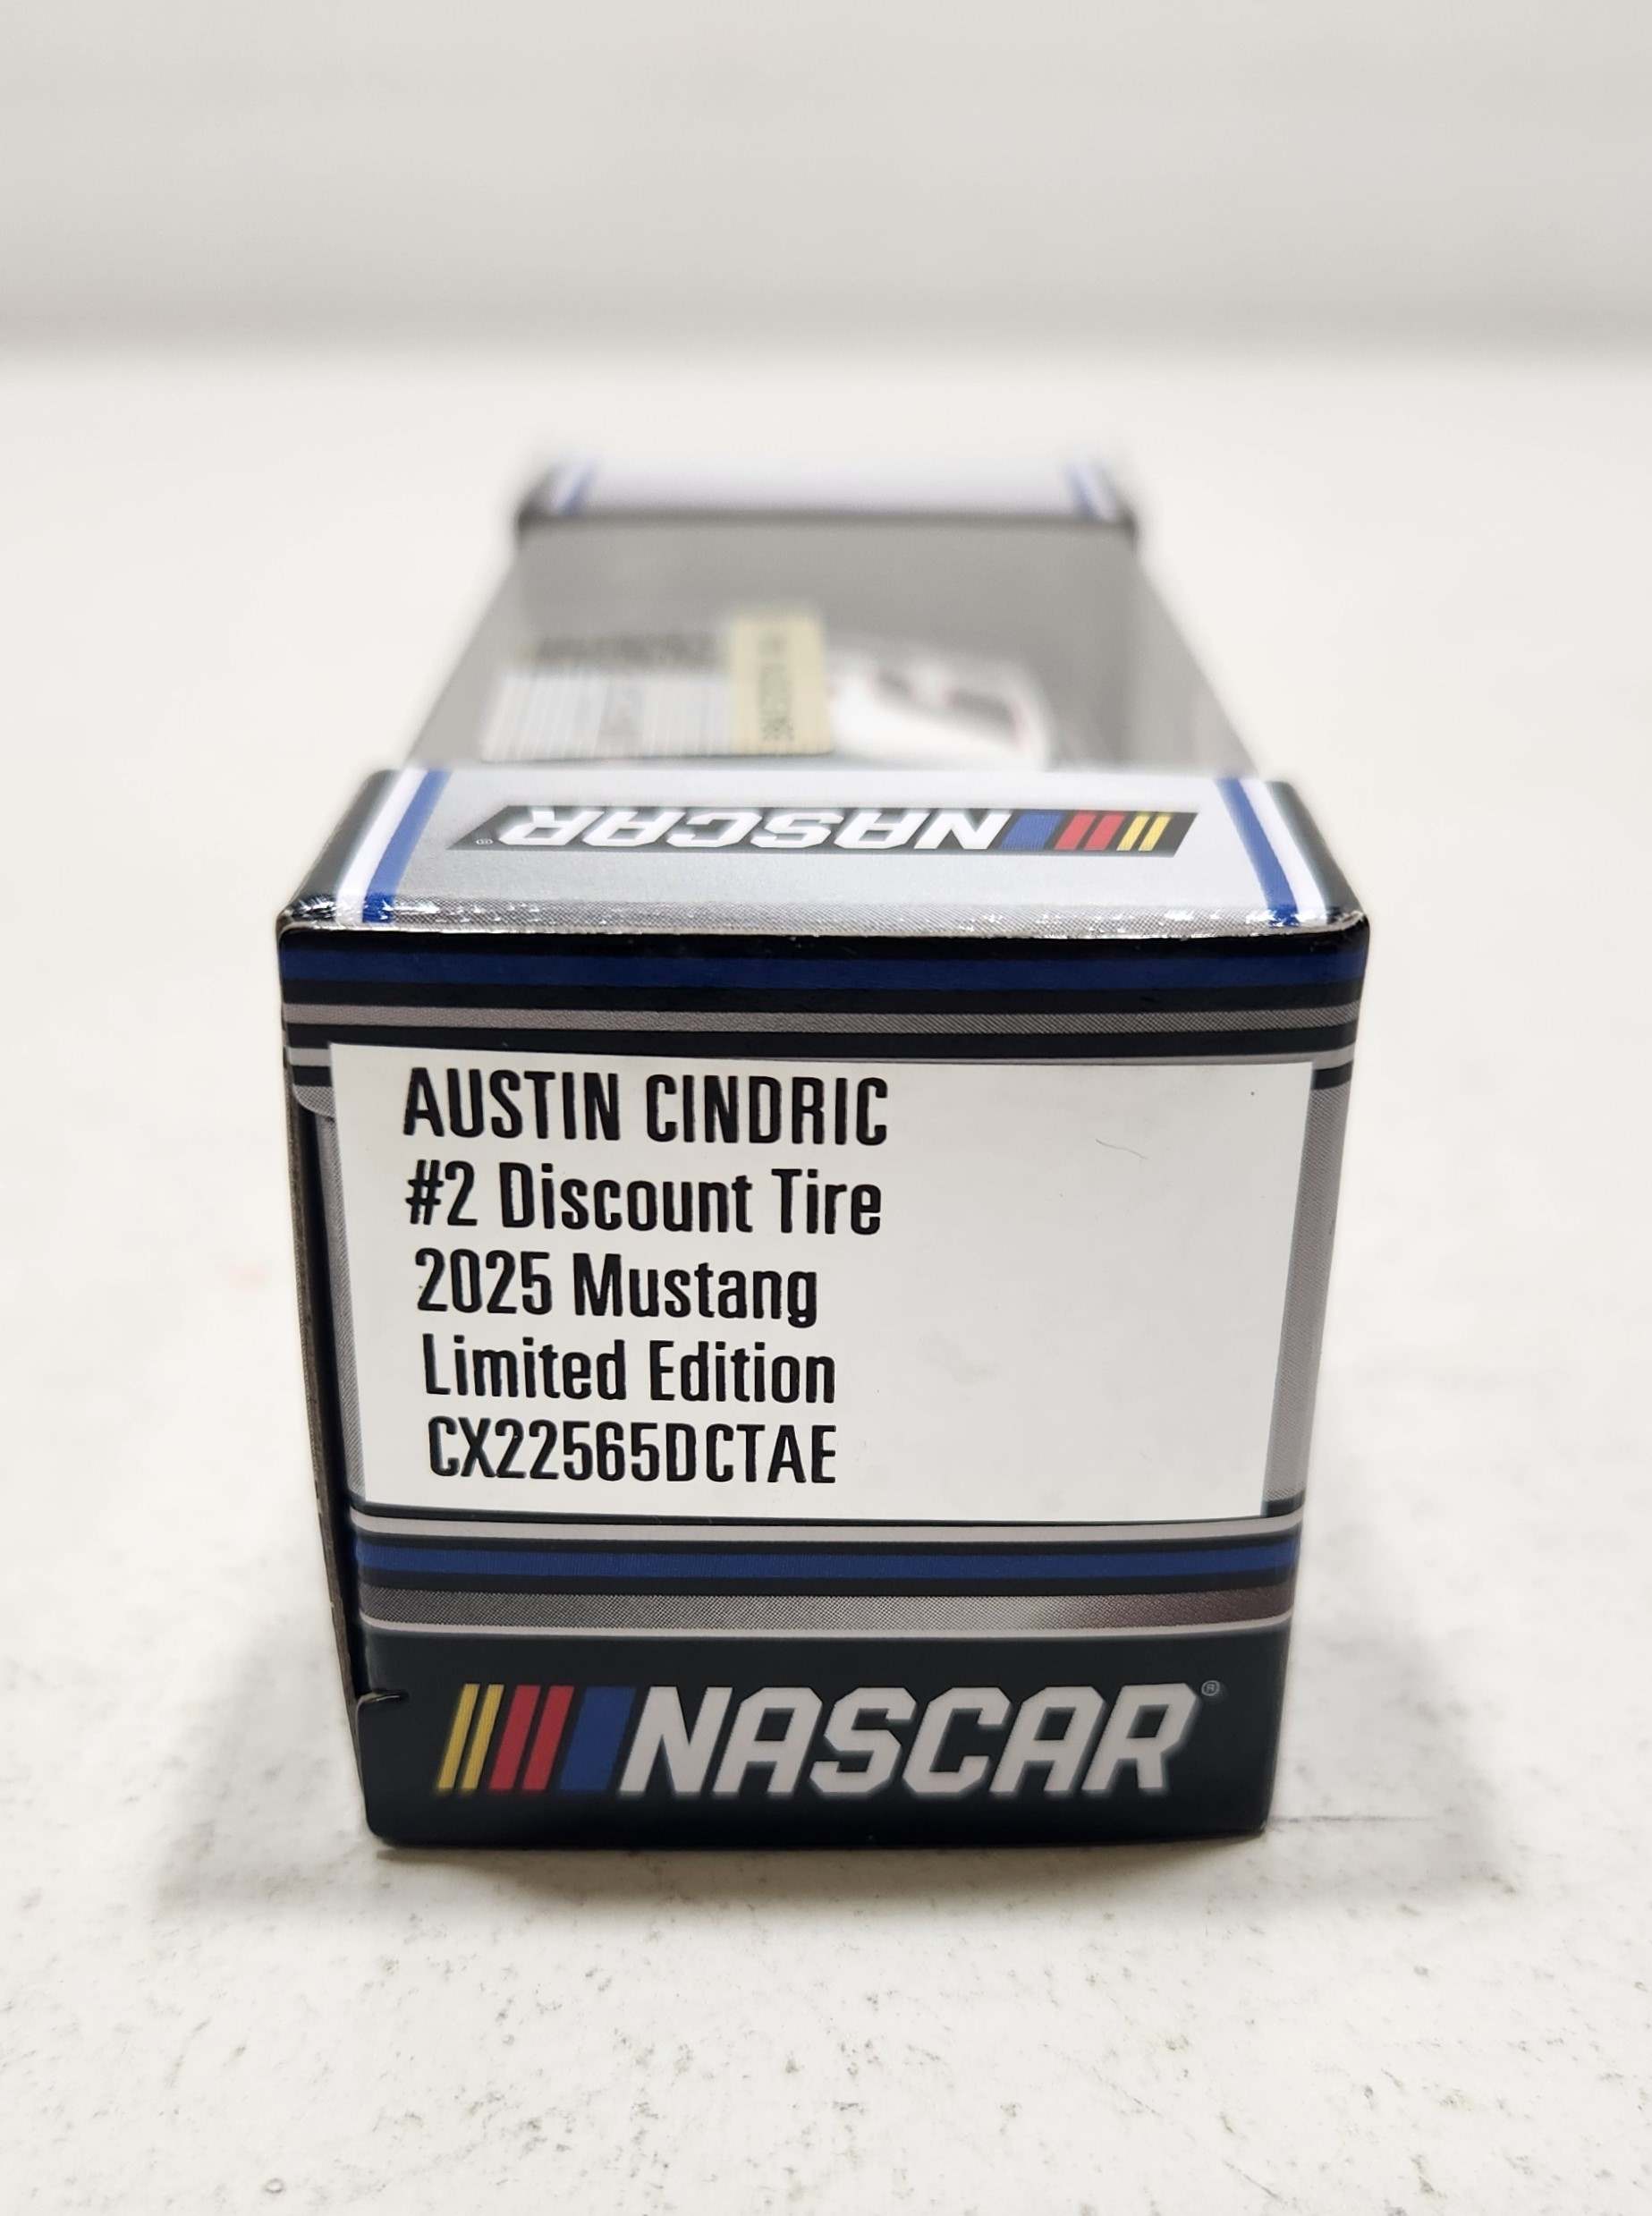 NASCAR®
AUSTIN CINDRIC
#2 Discount Tire
2025 Mustang
Limited Edition
CX22565DCTAE
NASCAR®